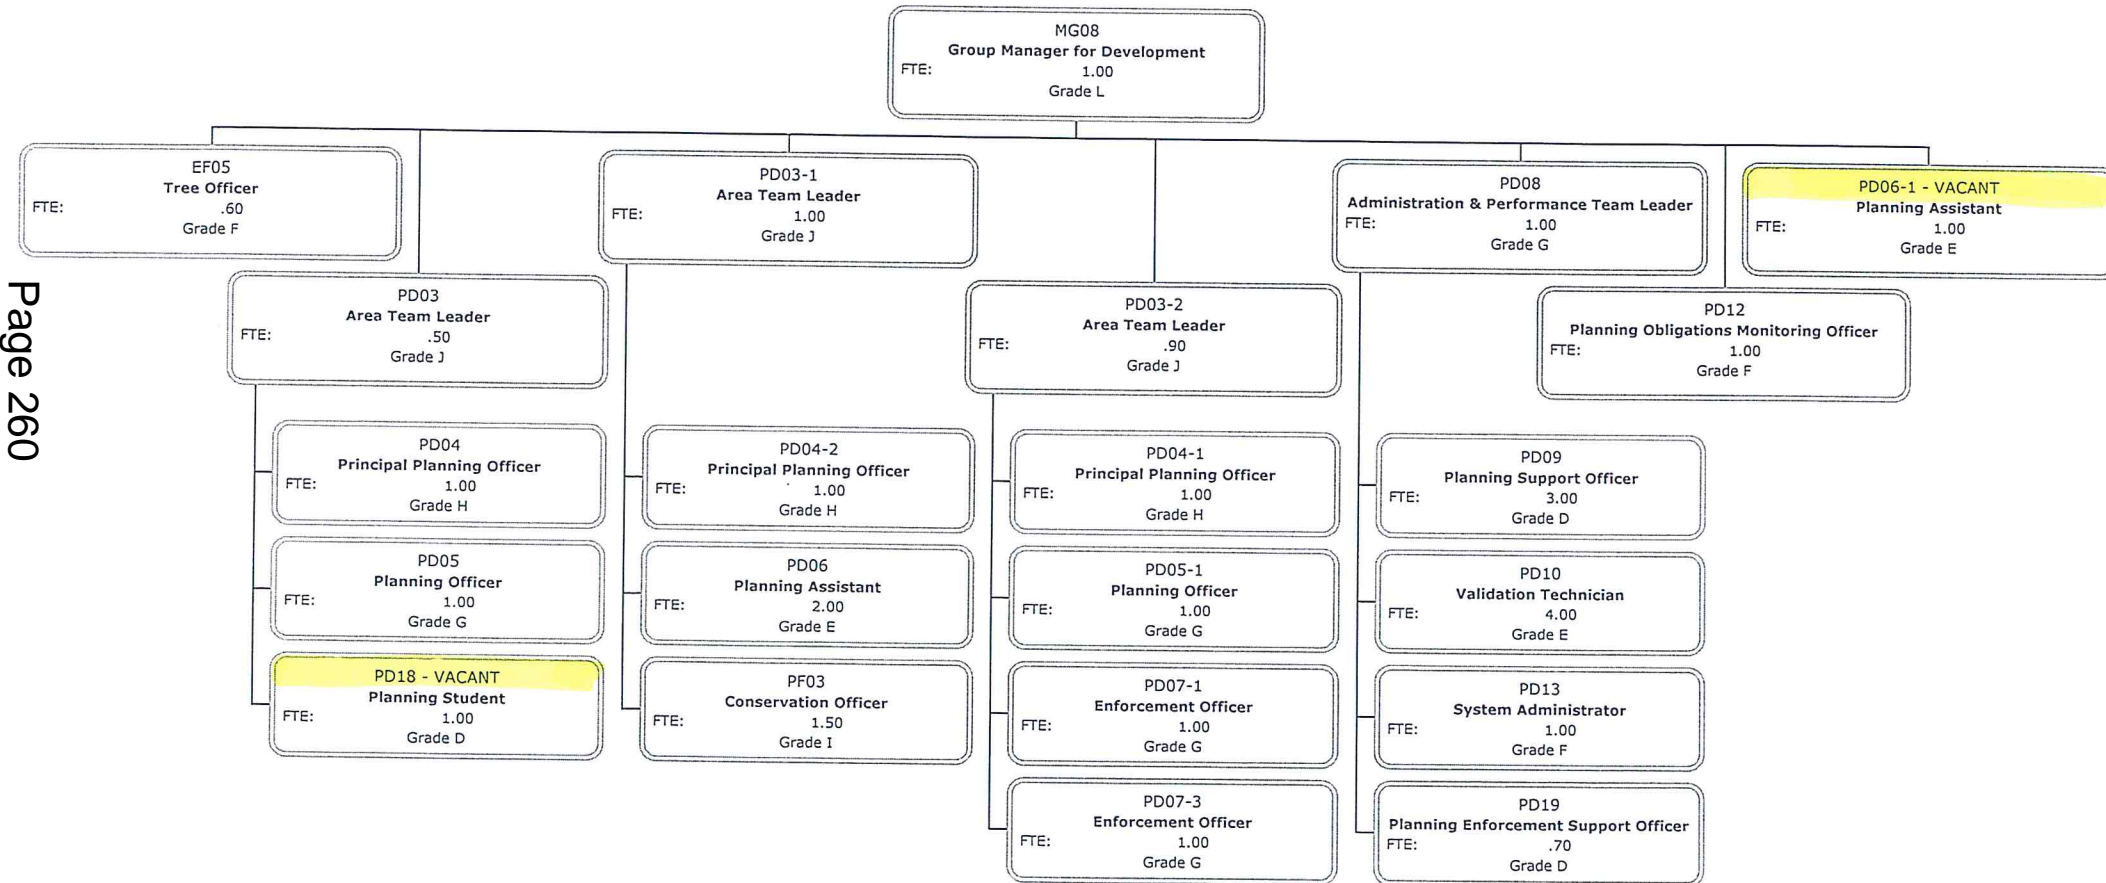 MG08
Group Manager for Development
FTE: 1.00
Grade L
EF05
Tree Officer
FTE: .60
Grade F
PD03-1
Area Team Leader
FTE: 1.00
Grade J
PD08
Administration & Performance Team Leader
FTE: 1.00
Grade G
PD06-1 - VACANT
Planning Assistant
FTE: 1.00
Grade E
PD03
Area Team Leader
FTE: .50
Grade J
PD03-2
Area Team Leader
FTE: .90
Grade J
PD12
Planning Obligations Monitoring Officer
FTE: 1.00
Grade F
PD04
Principal Planning Officer
FTE: 1.00
Grade H
PD05
Planning Officer
FTE: 1.00
Grade G
PD18 - VACANT
Planning Student
FTE: 1.00
Grade D
PD04-2
Principal Planning Officer
FTE: 1.00
Grade H
PD06
Planning Assistant
FTE: 2.00
Grade E
PF03
Conservation Officer
FTE: 1.50
Grade I
PD04-1
Principal Planning Officer
FTE: 1.00
Grade H
PD05-1
Planning Officer
FTE: 1.00
Grade G
PD07-1
Enforcement Officer
FTE: 1.00
Grade G
PD07-3
Enforcement Officer
FTE: 1.00
Grade G
PD09
Planning Support Officer
FTE: 3.00
Grade D
PD10
Validation Technician
FTE: 4.00
Grade E
PD13
System Administrator
FTE: 1.00
Grade F
PD19
Planning Enforcement Support Officer
FTE: .70
Grade D
Page 260